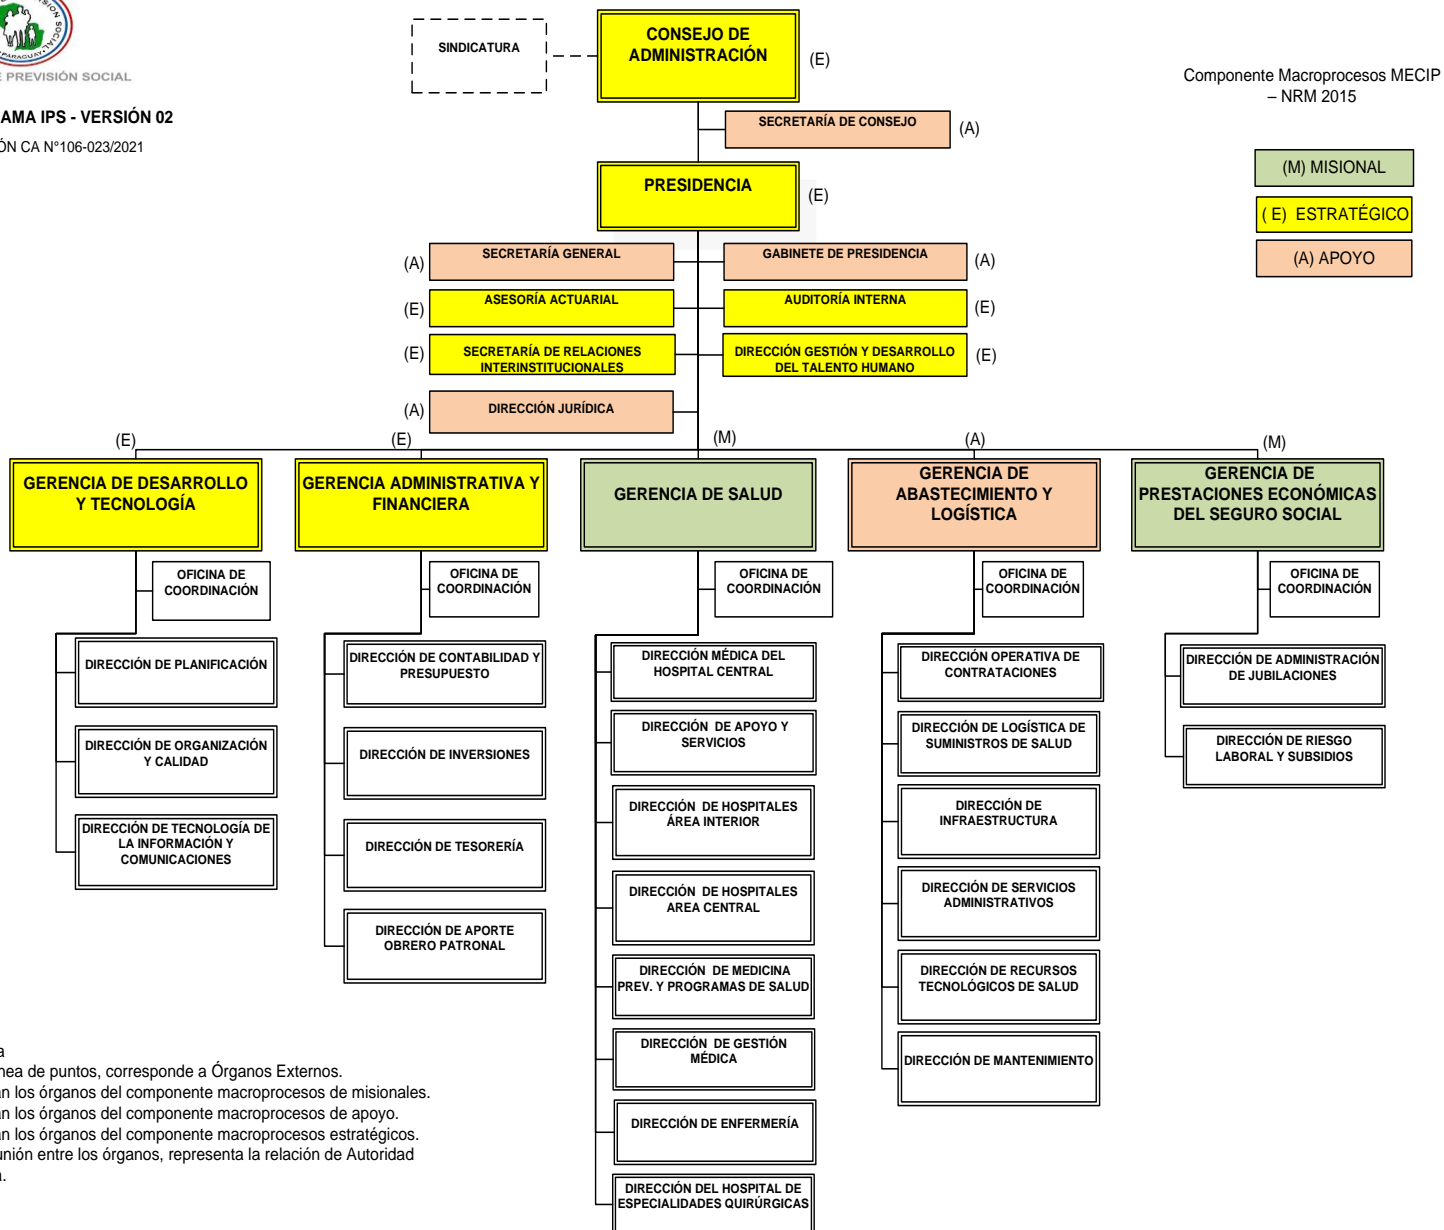 SOCIAL
PARAGUAY
PREVISIÓN SOCIAL
AMA IPS - VERSIÓN 02
ÓN CA N°106-023/2021
SINDICATURA
CONSEJO DE
ADMINISTRACIÓN
(E)
SECRETARÍA DE CONSEJO
(A)
PRESIDENCIA
(E)
Componente Macroprocesos MECIP
– NRM 2015
(M) MISIONAL
( E) ESTRATÉGICO
(A) APOYO
(A)
SECRETARÍA GENERAL
GABINETE DE PRESIDENCIA
(A)
(E)
ASESORÍA ACTUARIAL
AUDITORÍA INTERNA
(E)
(E)
SECRETARÍA DE RELACIONES
INTERINSTITUCIONALES
DIRECCIÓN GESTIÓN Y DESARROLLO
DEL TALENTO HUMANO
(E)
(A)
DIRECCIÓN JURÍDICA
(E)
GERENCIA DE DESARROLLO
Y TECNOLOGÍA
OFICINA DE
COORDINACIÓN
DIRECCIÓN DE PLANIFICACIÓN
DIRECCIÓN DE ORGANIZACIÓN
Y CALIDAD
DIRECCIÓN DE TECNOLOGÍA DE
LA INFORMACIÓN Y
COMUNICACIONES
(E)
GERENCIA ADMINISTRATIVA Y
FINANCIERA
OFICINA DE
COORDINACIÓN
DIRECCIÓN DE CONTABILIDAD Y
PRESUPUESTO
DIRECCIÓN DE INVERSIONES
DIRECCIÓN DE TESORERÍA
DIRECCIÓN DE APORTE
OBRERO PATRONAL
(M)
GERENCIA DE SALUD
OFICINA DE
COORDINACIÓN
DIRECCIÓN MÉDICA DEL
HOSPITAL CENTRAL
DIRECCIÓN DE APOYO Y
SERVICIOS
DIRECCIÓN DE HOSPITALES
ÁREA INTERIOR
DIRECCIÓN DE HOSPITALES
AREA CENTRAL
DIRECCIÓN DE MEDICINA
PREV. Y PROGRAMAS DE SALUD
DIRECCIÓN DE GESTIÓN
MÉDICA
DIRECCIÓN DE ENFERMERÍA
DIRECCIÓN DEL HOSPITAL DE
ESPECIALIDADES QUIRÚRGICAS
(A)
GERENCIA DE
ABASTECIMIENTO Y
LOGÍSTICA
OFICINA DE
COORDINACIÓN
DIRECCIÓN OPERATIVA DE
CONTRATACIONES
DIRECCIÓN DE LOGÍSTICA DE
SUMINISTROS DE SALUD
DIRECCIÓN DE
INFRAESTRUCTURA
DIRECCIÓN DE SERVICIOS
ADMINISTRATIVOS
DIRECCIÓN DE RECURSOS
TECNOLÓGICOS DE SALUD
DIRECCIÓN DE MANTENIMIENTO
(M)
GERENCIA DE
PRESTACIONES ECONÓMICAS
DEL SEGURO SOCIAL
OFICINA DE
COORDINACIÓN
DIRECCIÓN DE ADMINISTRACIÓN
DE JUBILACIONES
DIRECCIÓN DE RIESGO
LABORAL Y SUBSIDIOS
a
nea de puntos, corresponde a Órganos Externos.
an los órganos del componente macroprocesos de misionales.
an los órganos del componente macroprocesos de apoyo.
an los órganos del componente macroprocesos estratégicos.
unión entre los órganos, representa la relación de Autoridad
a.